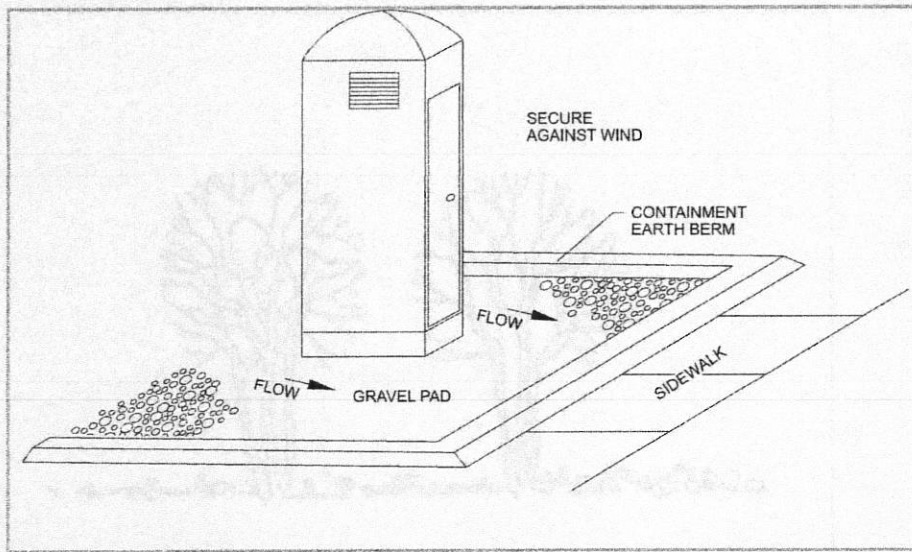 SECURE
AGAINST WIND
CONTAINMENT
EARTH BERM
FLOW
SIDEWALK
FLOW
GRAVEL PAD